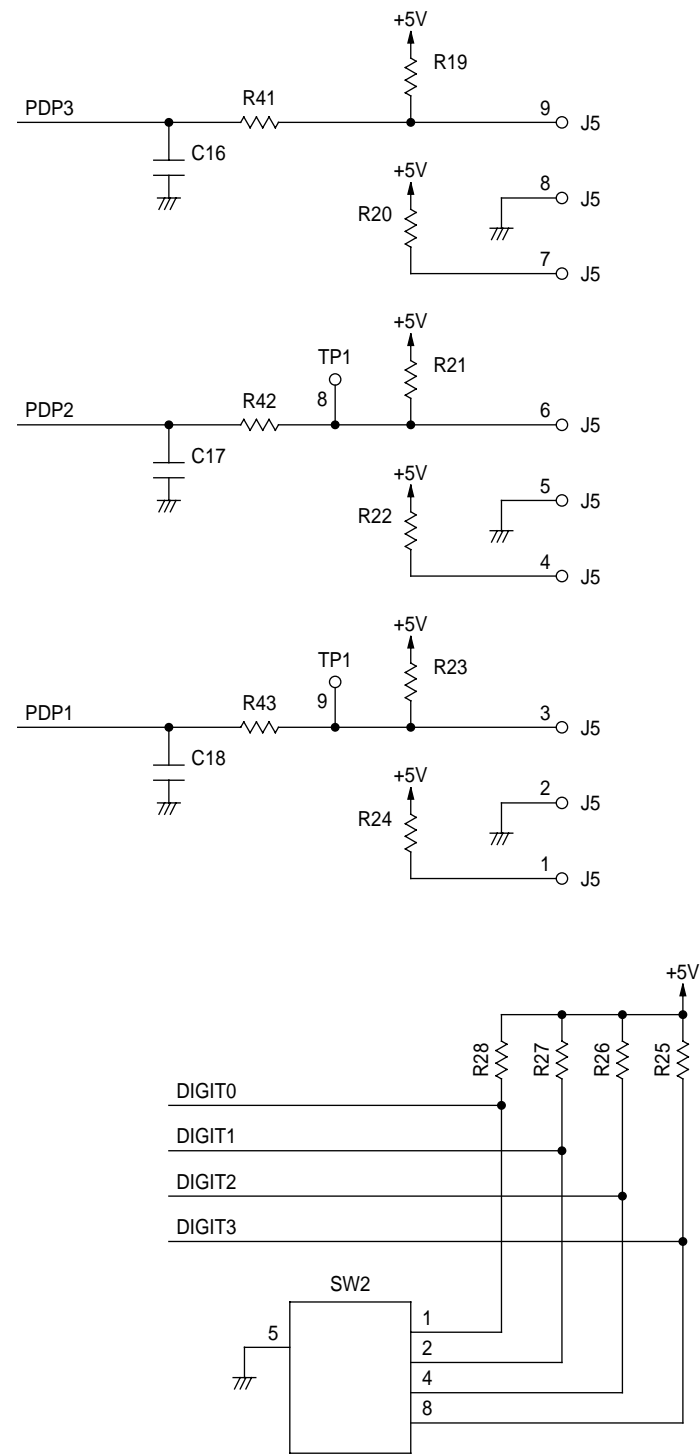 +5V
R19
PDP3
R41
9
J5
C16
8
J5
+5V
R20
7
J5
+5V
TP1
R21
8
PDP2
R42
6
J5
C17
5
J5
+5V
R22
4
J5
+5V
TP1
R23
9
PDP1
R43
3
J5
C18
2
J5
+5V
R24
1
J5
+5V
R28
R27
R26
R25
DIGIT0
DIGIT1
DIGIT2
DIGIT3
SW2
5
1
2
4
8